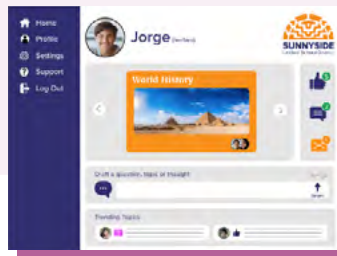 Home
Profile
Settings
Support
Log Out
Jorge
SUNNYSIDE
World History
Draft a question, topic or thought
Trending Topics